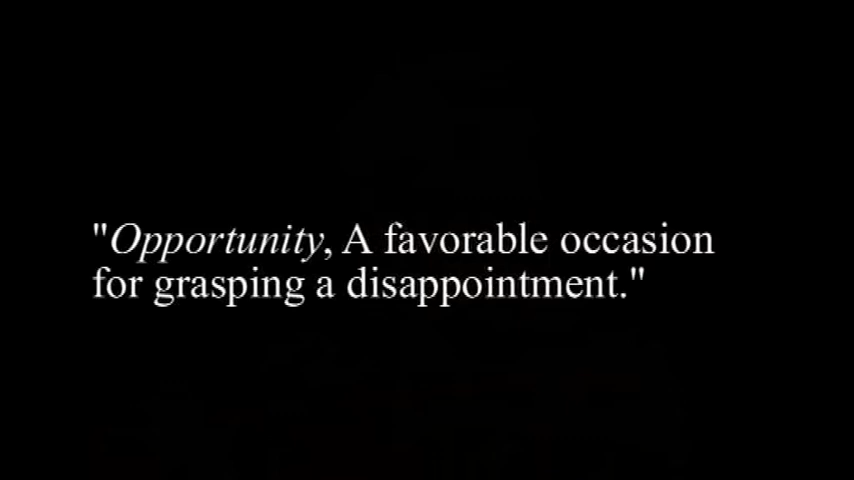 "Opportunity, A favorable occasion
for grasping a disappointment."